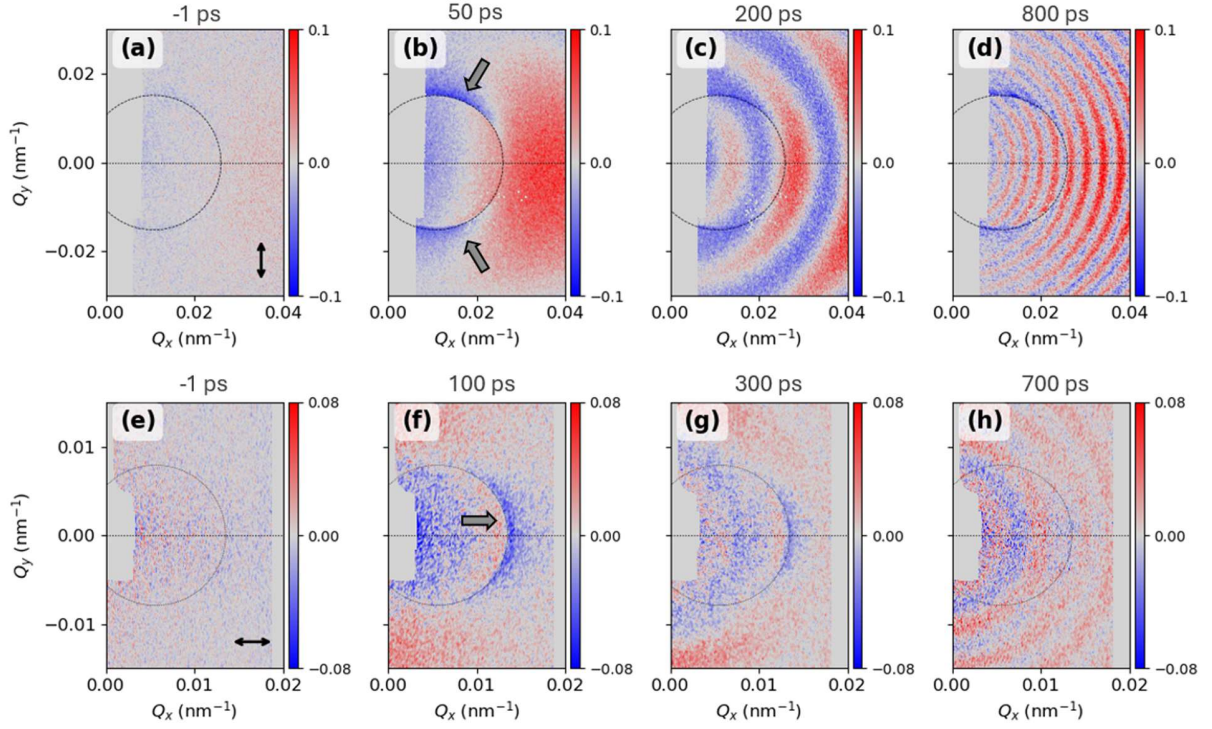 -1 ps 50 ps 200 ps 800 ps
(a) (b) (c) (d)
0.1 0.1 0.1 0.1
0.02
0.00 0.0 0.0 0.0 0.0
−0.02
−0.1 −0.1 −0.1 −0.1
0.00 0.02 0.04 0.00 0.02 0.04 0.00 0.02 0.04 0.00 0.02 0.04
Qy (nm−1)
Qx (nm−1) Qx (nm−1) Qx (nm−1) Qx (nm−1)
-1 ps 100 ps 300 ps 700 ps
(e) (f) (g) (h)
0.08 0.08 0.08 0.08
0.01
0.00 0.00 0.00 0.00 0.00
−0.01
−0.08 −0.08 −0.08 −0.08
0.00 0.01 0.02 0.00 0.01 0.02 0.00 0.01 0.02 0.00 0.01 0.02
Qy (nm−1)
Qx (nm−1) Qx (nm−1) Qx (nm−1) Qx (nm−1)